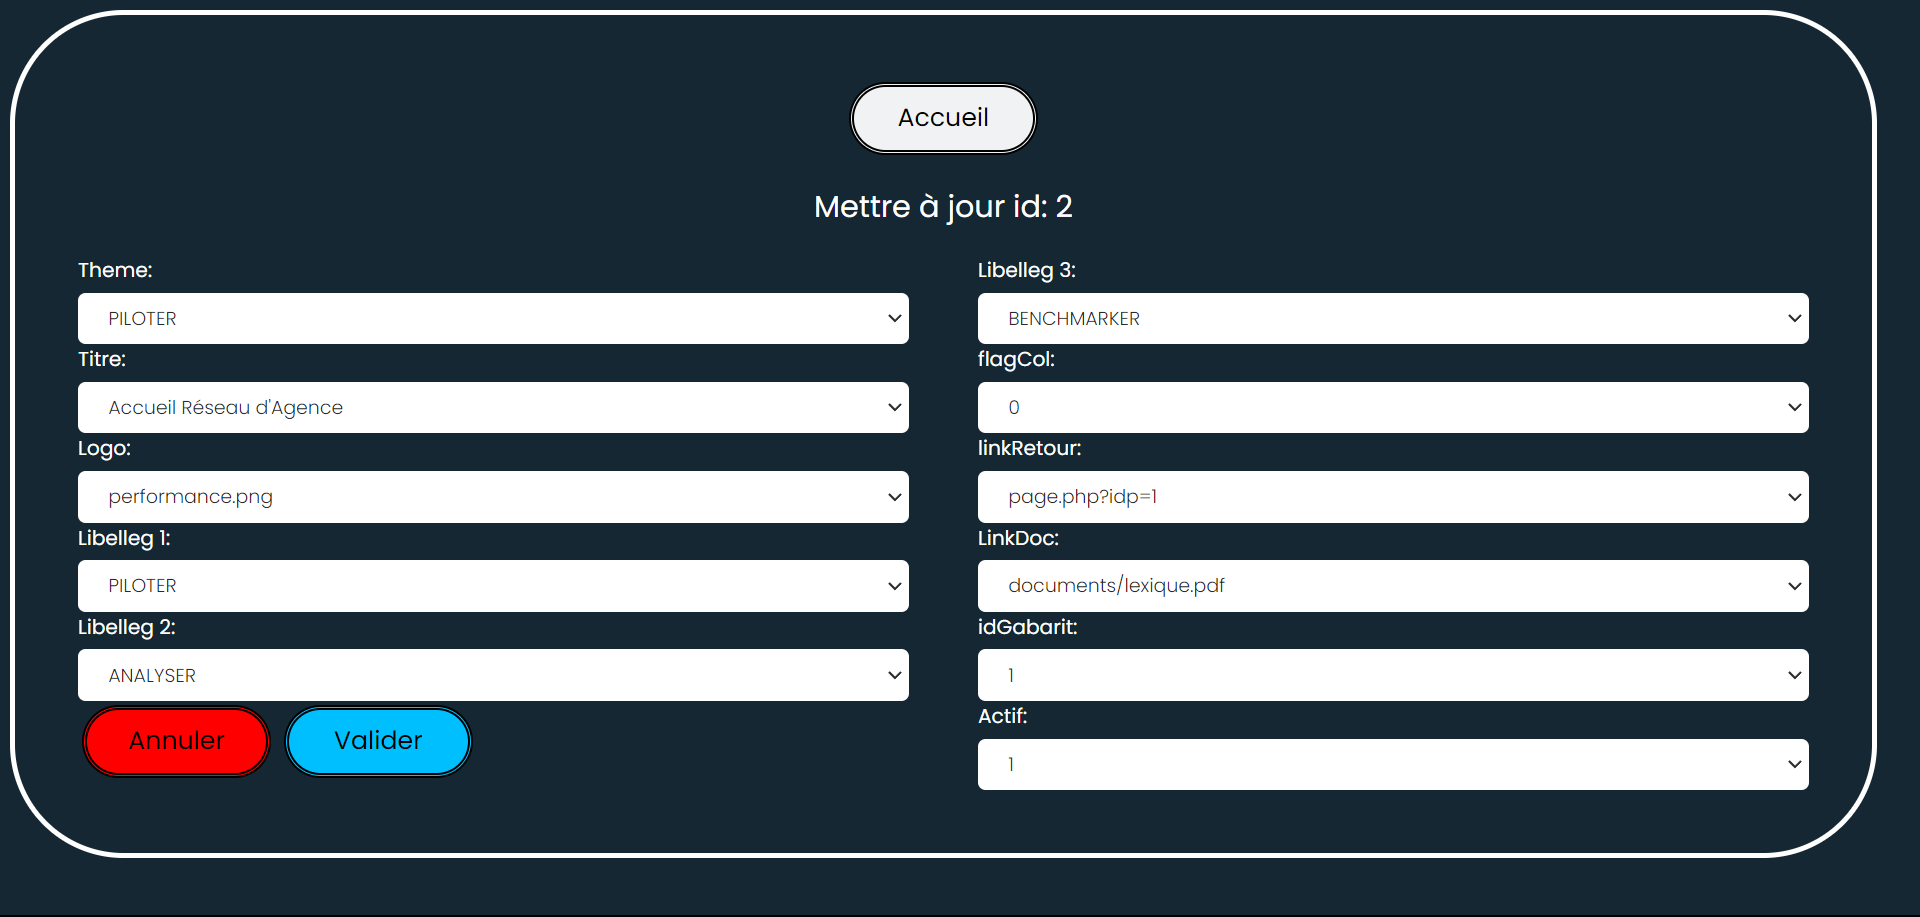 Accueil
Mettre à jour id: 2
Theme:
PILOTER
Titre:
Accueil Réseau d'Agence
Logo:
performance.png
Libelleg 1:
PILOTER
Libelleg 2:
ANALYSER
Annuler
Valider
Libelleg 3:
BENCHMARKER
flagCol:
0
linkRetour:
page.php?idp=1
LinkDoc:
documents/lexique.pdf
idGabarit:
1
Actif:
1